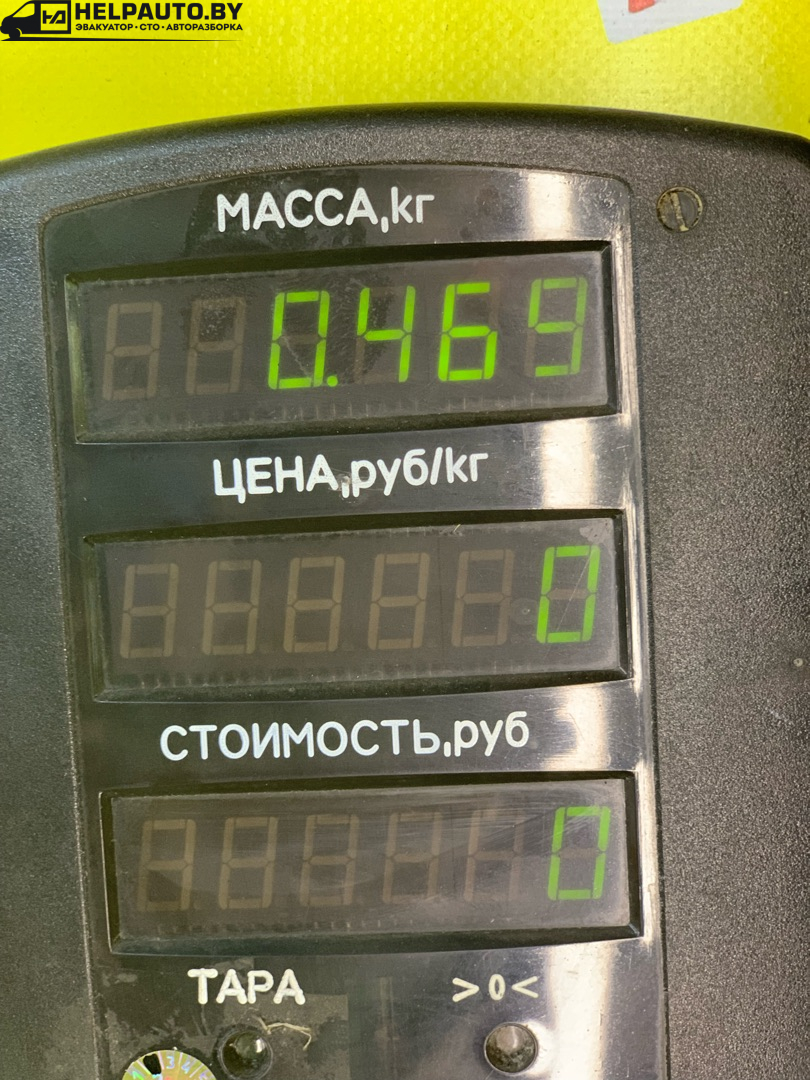 HELPAUTO.BY
ЭВАКУАТОР • СТО • АВТОРАЗБОРКА
МАССА,кг
0.469
ЦЕНА,руб/кг
0
СТОИМОСТЬ,руб
0
ТАРА >0<